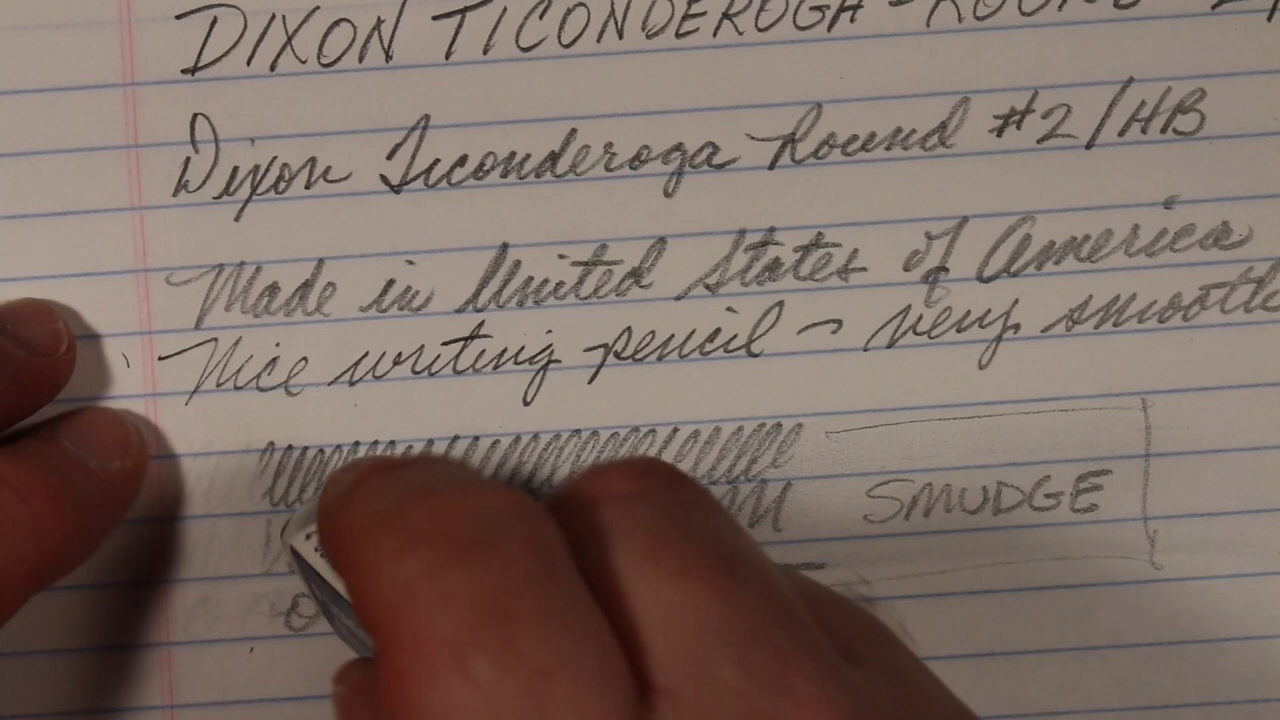 DIXON TICONDEROGA - ROUND
Dixon Ticonderoga Round #2/HB
Made in United States of America
Nice writing pencil - very smooth
SMUDGE